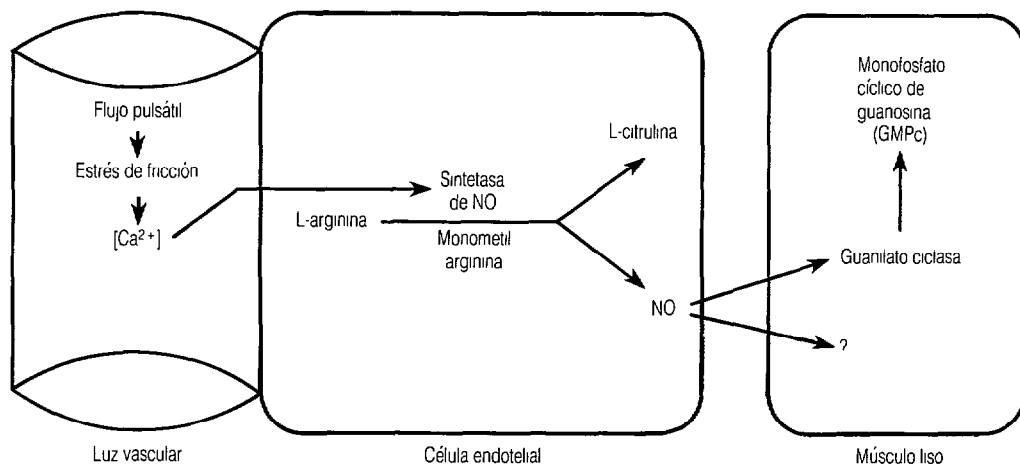 Flujo pulsátil
Estrés de fricción
[Ca²⁺]
Luz vascular
L-arginina
Sintetasa
de NO
Monometil
arginina
L-citrulina
NO
Célula endotelial
Monofosfato
cíclico de
guanosina
(GMPc)
Guanilato ciclasa
?
Músculo liso